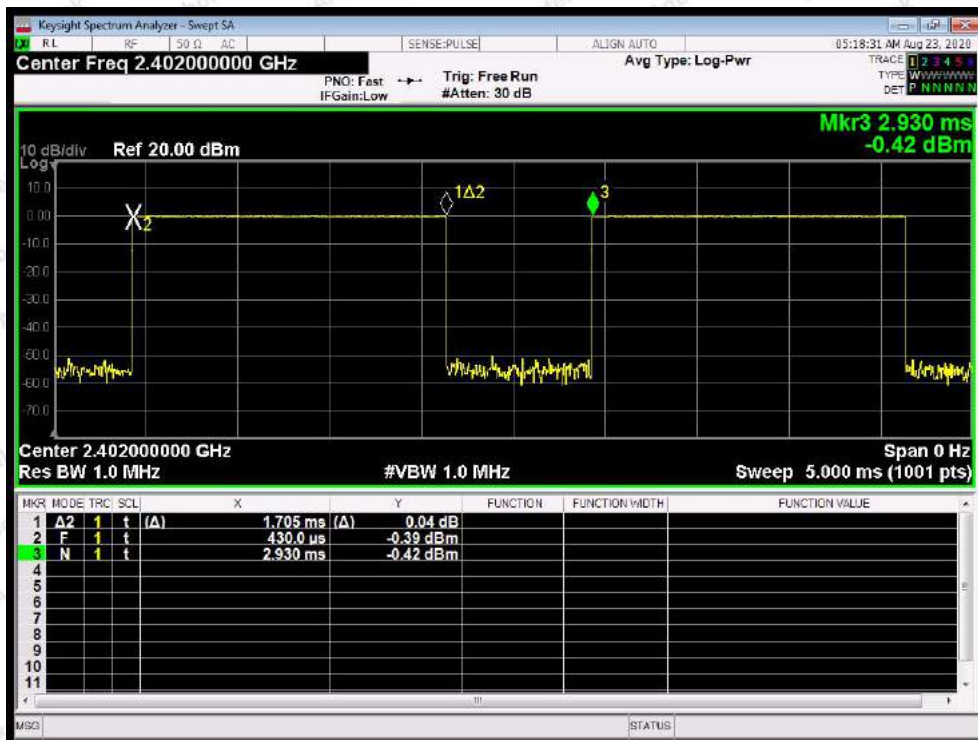 Keysight Spectrum Analyzer - Swept SA
RL RF 50 Ω AC SENSE:PULSE ALIGN AUTO 05:18:31 AM Aug 23, 2020
Center Freq 2.402000000 GHz Avg Type: Log-Pwr TRACE 1 2 3 4 5 6
PNO: Fast Trig: Free Run TYPE W
IFGain:Low #Atten: 30 dB DET P N N N N N
Mkr3 2.930 ms
10 dB/div Ref 20.00 dBm -0.42 dBm
Log
10.0
0.00
-10.0
-20.0
-30.0
-40.0
-50.0
-60.0
-70.0
2
1Δ2
3
Center 2.402000000 GHz Span 0 Hz
Res BW 1.0 MHz #VBW 1.0 MHz Sweep 5.000 ms (1001 pts)
MKR MODE TRC SCL X Y FUNCTION FUNCTION WIDTH FUNCTION VALUE
1 Δ2 1 t (Δ) 1.705 ms (Δ) 0.04 dB
2 F 1 t 430.0 µs -0.39 dBm
3 N 1 t 2.930 ms -0.42 dBm
4
5
6
7
8
9
10
11
MSG STATUS